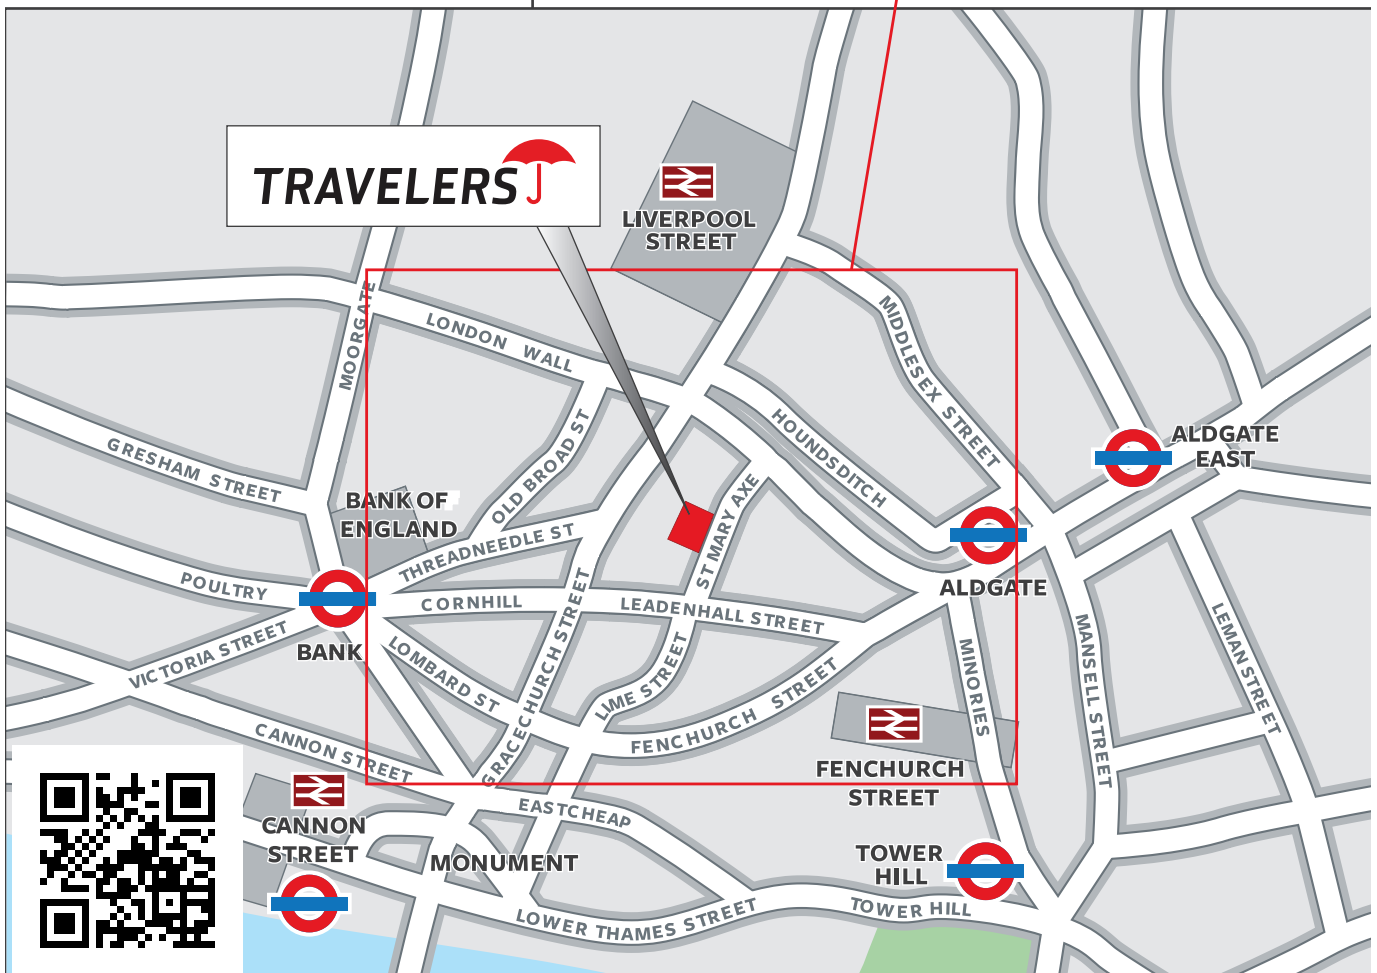 TRAVELERS
LIVERPOOL
STREET
MOORGATE
LONDON WALL
MIDDLESEX STREET
HOUNDSDITCH
ALDGATE
EAST
GRESHAM STREET
OLD BROAD ST
BANK OF
ENGLAND
THREADNEEDLE ST
ST MARY AXE
POULTRY
CORNHILL
LEADENHALL STREET
ALDGATE
VICTORIA STREET
BANK
LOMBARD ST
GRACECHURCH STREET
LIME STREET
FENCHURCH STREET
MINORIES
MANSELL STREET
LEMAN STREET
CANNON STREET
FENCHURCH
STREET
EASTCHEAP
CANNON
STREET
MONUMENT
TOWER
HILL
LOWER THAMES STREET
TOWER HILL